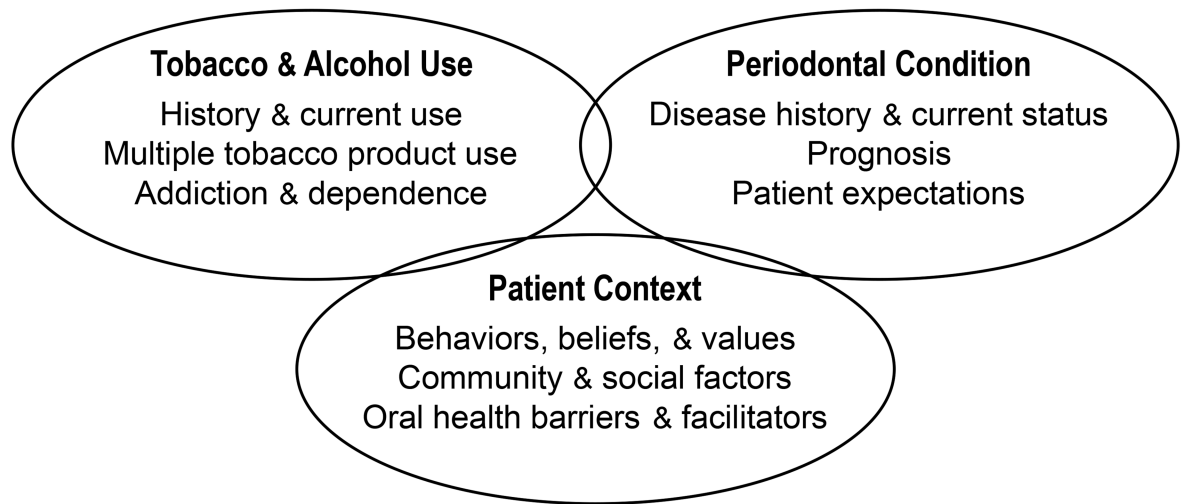 Tobacco & Alcohol Use
History & current use
Multiple tobacco product use
Addiction & dependence
Periodontal Condition
Disease history & current status
Prognosis
Patient expectations
Patient Context
Behaviors, beliefs, & values
Community & social factors
Oral health barriers & facilitators